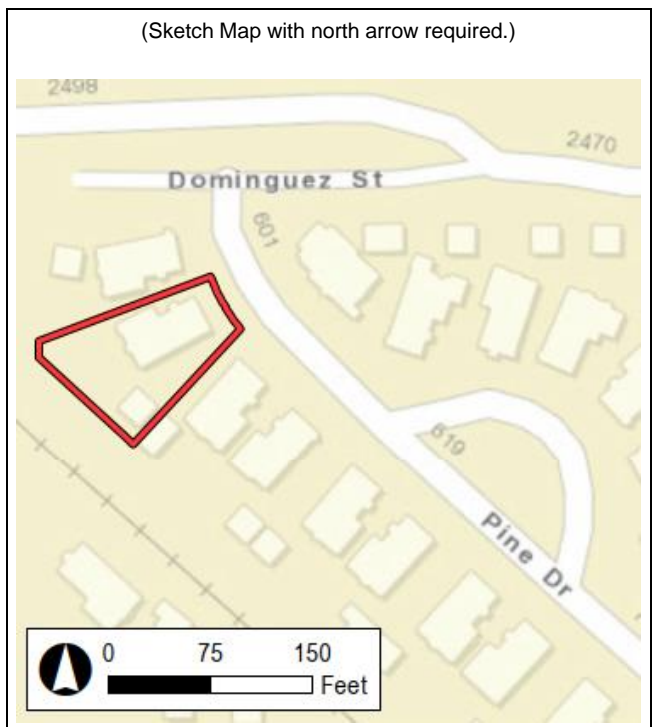 (Sketch Map with north arrow required.)
2498
2470
Dominguez St
601
619
Pine Dr
0 75 150
Feet